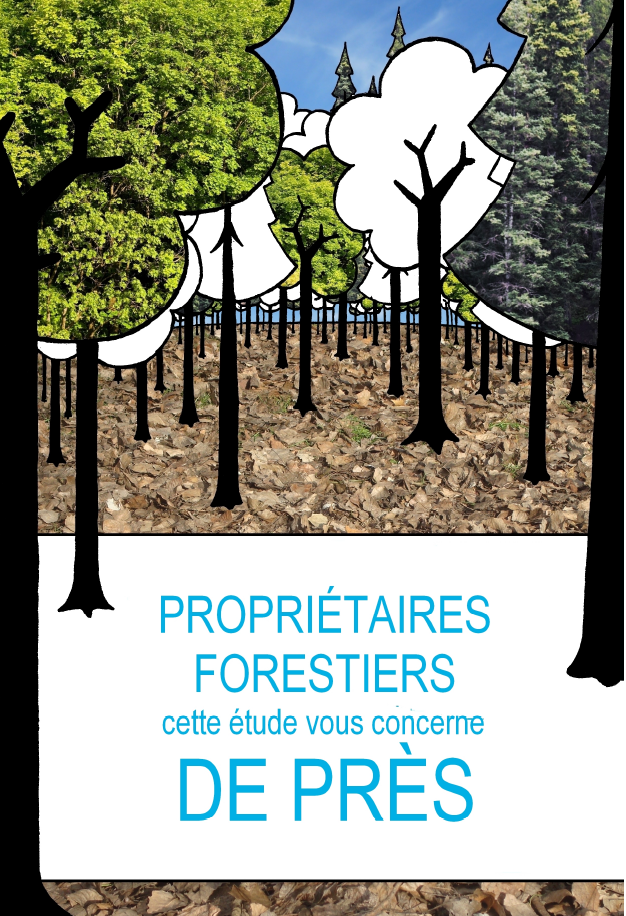 PROPRIÉTAIRES
FORESTIERS
cette étude vous concerne
DE PRÈS